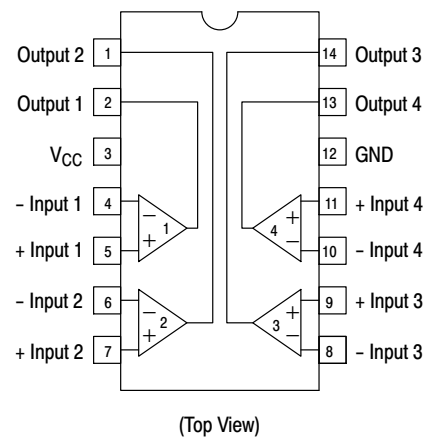 Output 2 1 14 Output 3
Output 1 2 13 Output 4
VCC 3 12 GND
– Input 1 4 – 1 + 4 11 + Input 4
+ Input 1 5 + – 10 – Input 4
– Input 2 6 – 2 + 3 9 + Input 3
+ Input 2 7 + – 8 – Input 3
(Top View)